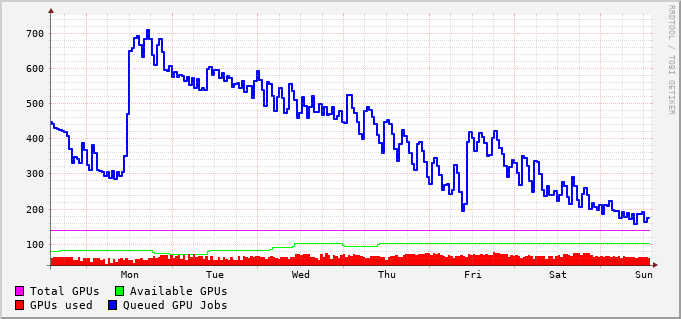 RRDTOOL / TOBI OETIKER
700
600
500
400
300
200
100
Mon Tue Wed Thu Fri Sat Sun
Total GPUs Available GPUs
GPUs used Queued GPU Jobs